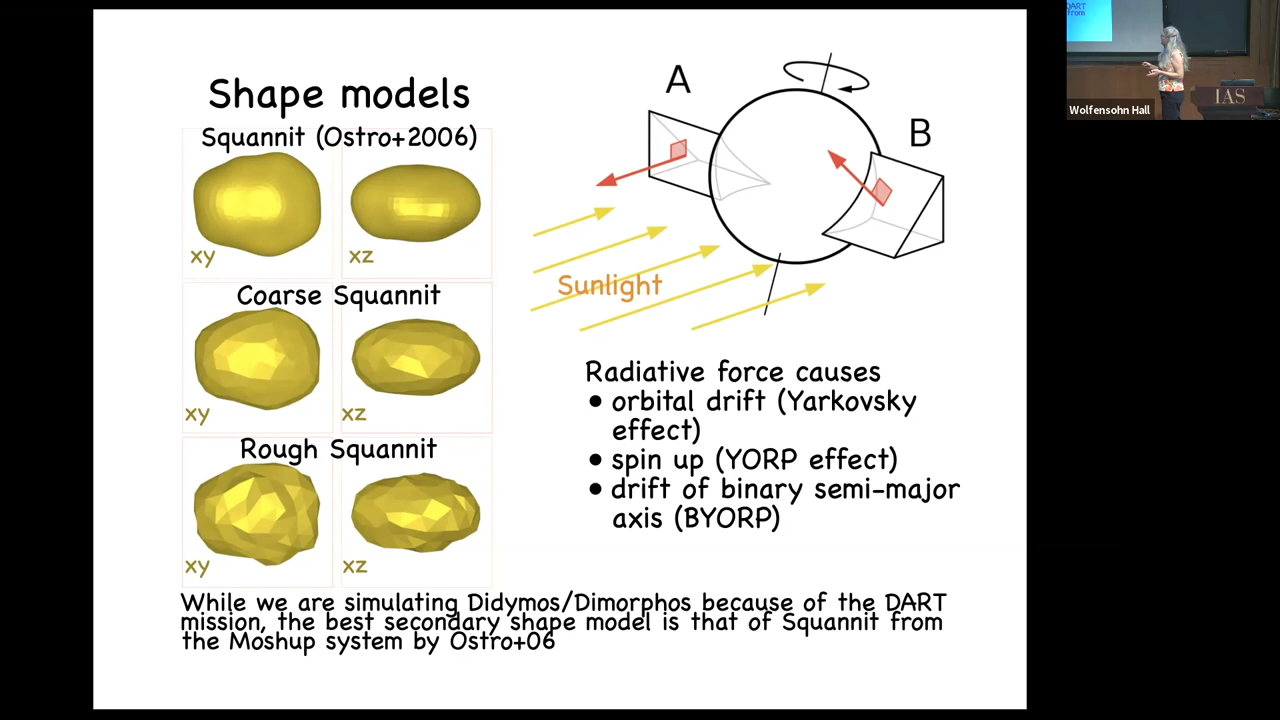 Shape models
Squannit (Ostro+2006)
xy
xz
Coarse Squannit
xy
xz
Rough Squannit
xy
xz
A
B
Sunlight
Radiative force causes
• orbital drift (Yarkovsky
effect)
• spin up (YORP effect)
• drift of binary semi-major
axis (BYORP)
While we are simulating Didymos/Dimorphos because of the DART
mission, the best secondary shape model is that of Squannit from
the Moshup system by Ostro+06
DART
from
IAS
Wolfensohn Hall